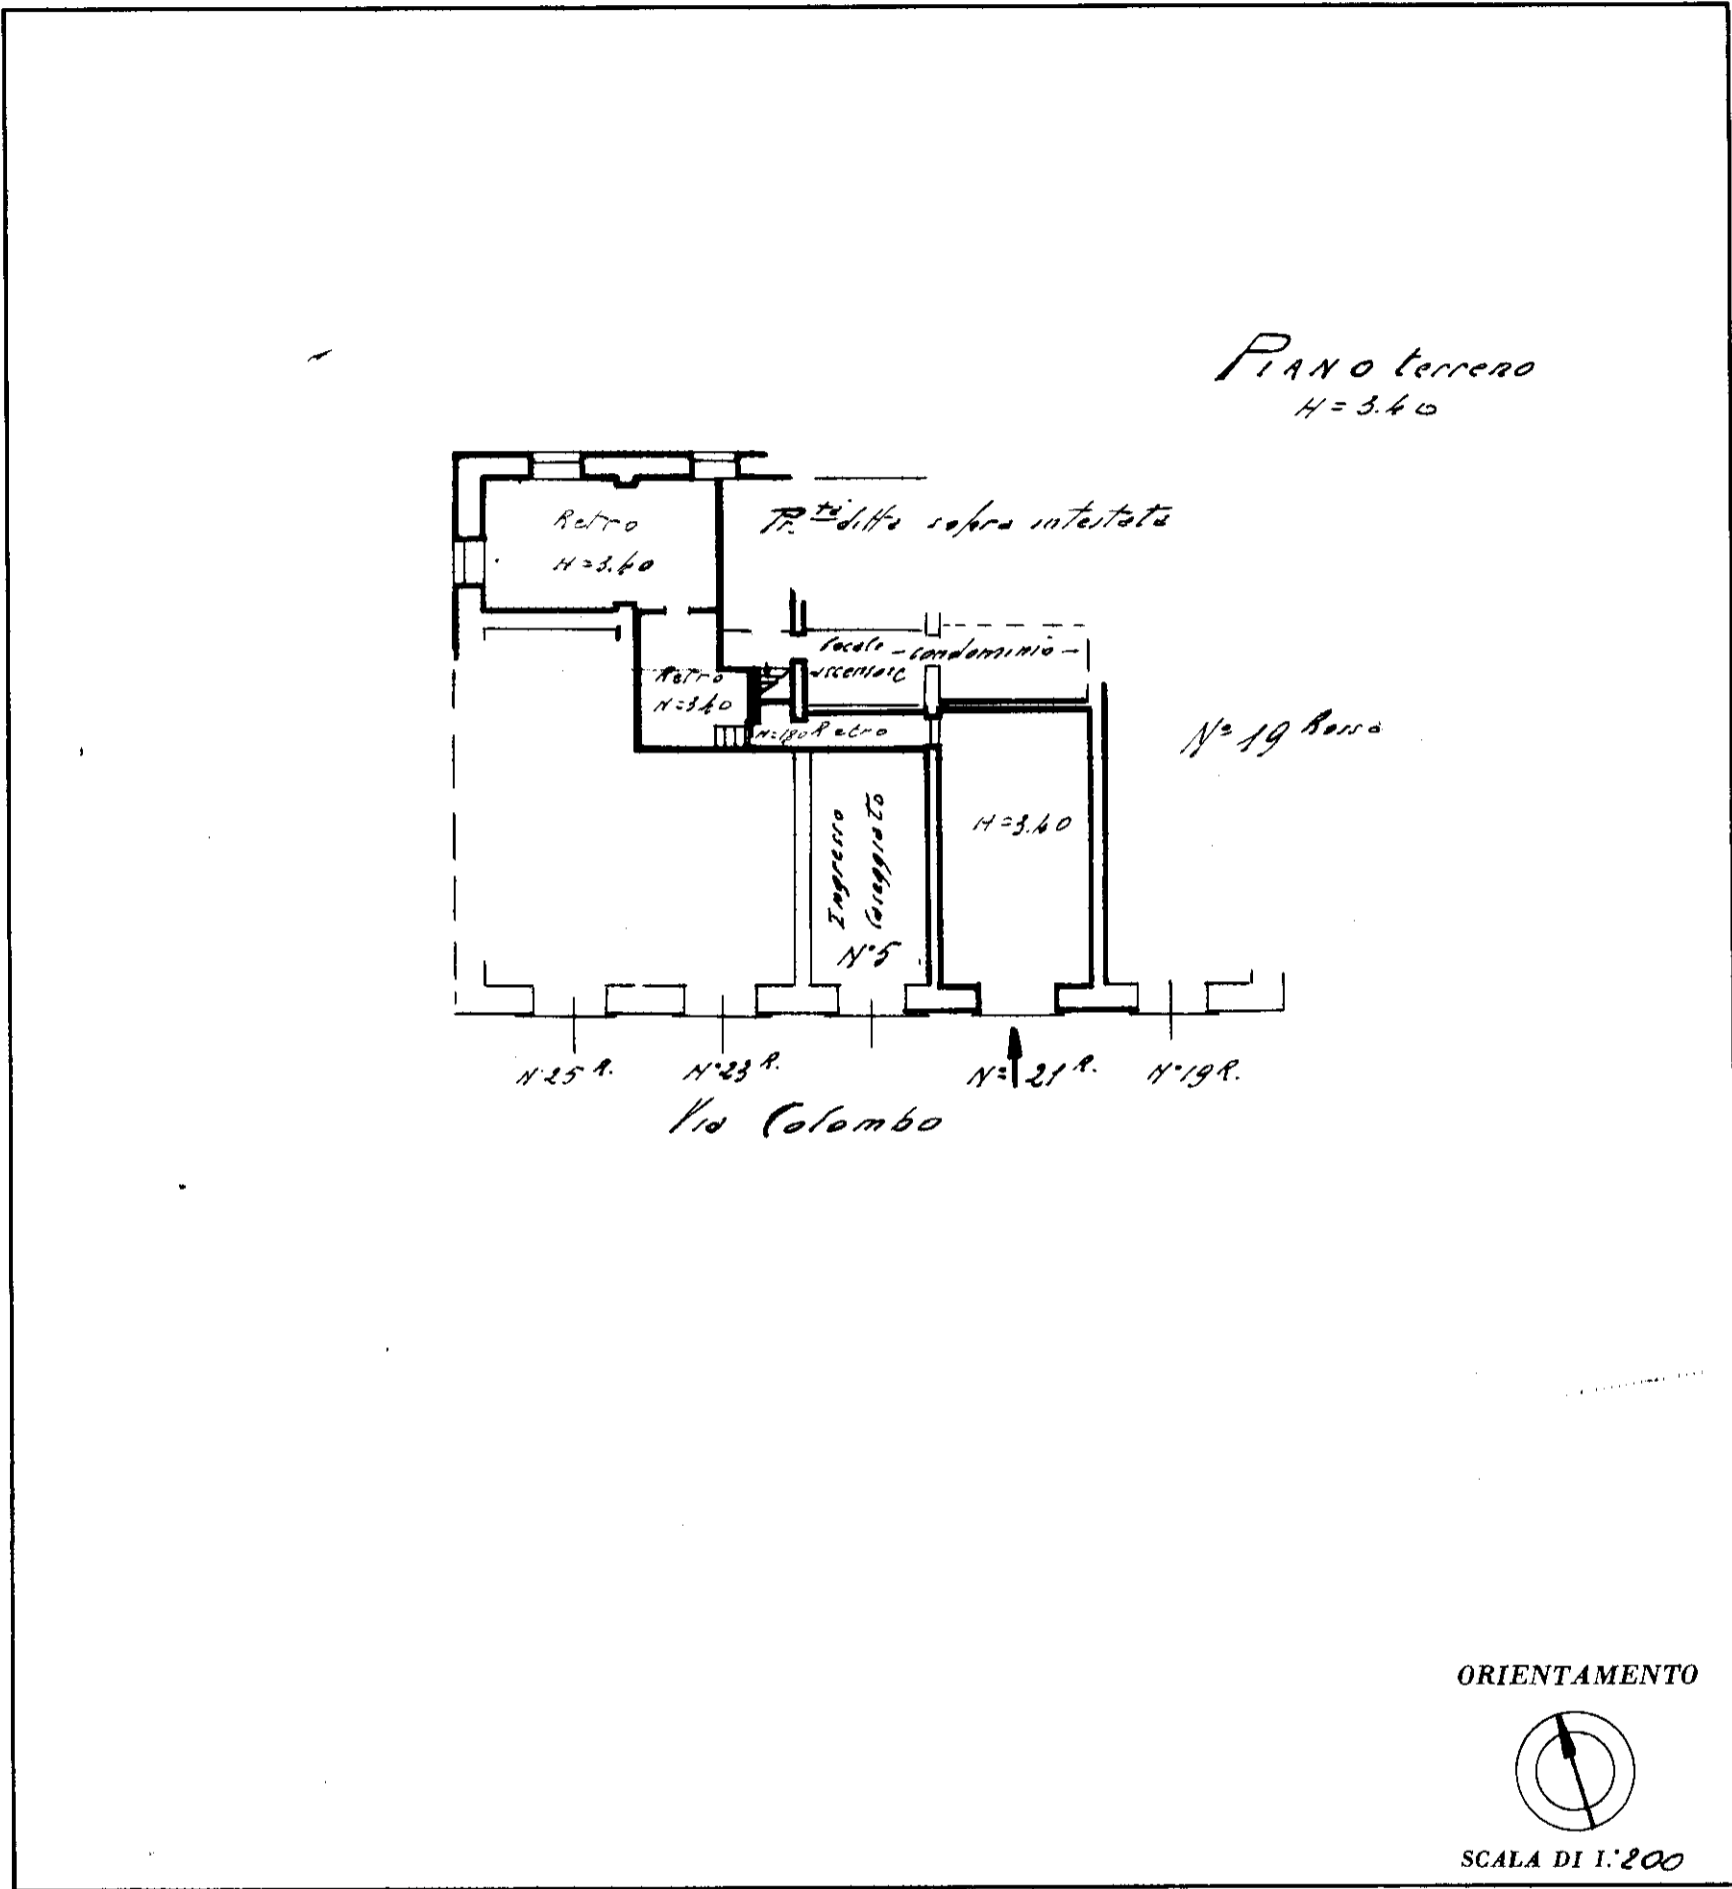 PIANO terreno
H = 3.40
Retro
H = 3.40
Pr.tà ditta sopra intestata
locale - condominio -
ascensore
Retro
H = 3.40
H = 1.80 Retro
N° 19 Rosso
H = 3.40
Ingresso
Caseggiato
N° 5
N° 25 R.
N° 23 R.
N° 21 R.
N° 19 R.
Via Colombo
ORIENTAMENTO
SCALA DI 1:200